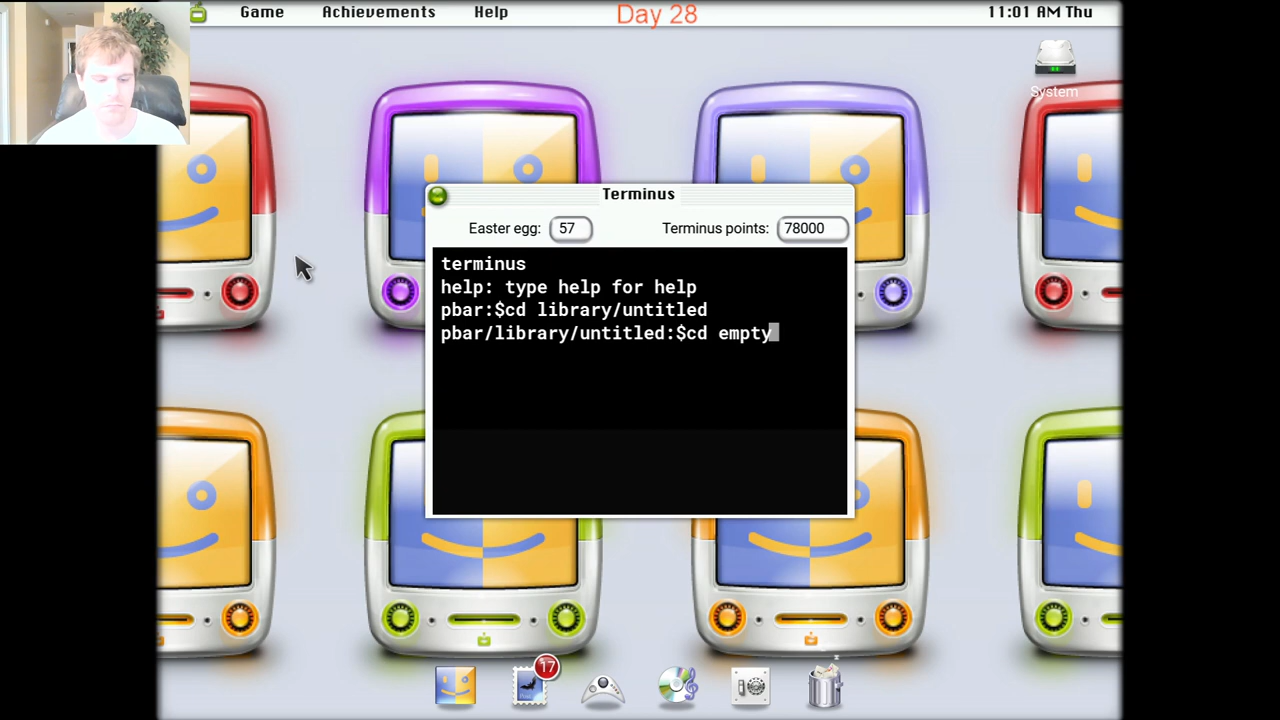 Game Achievements Help Day 28 11:01 AM Thu
System
Terminus
Easter egg: 57 Terminus points: 78000
terminus
help: type help for help
pbar:$cd library/untitled
pbar/library/untitled:$cd empty
17